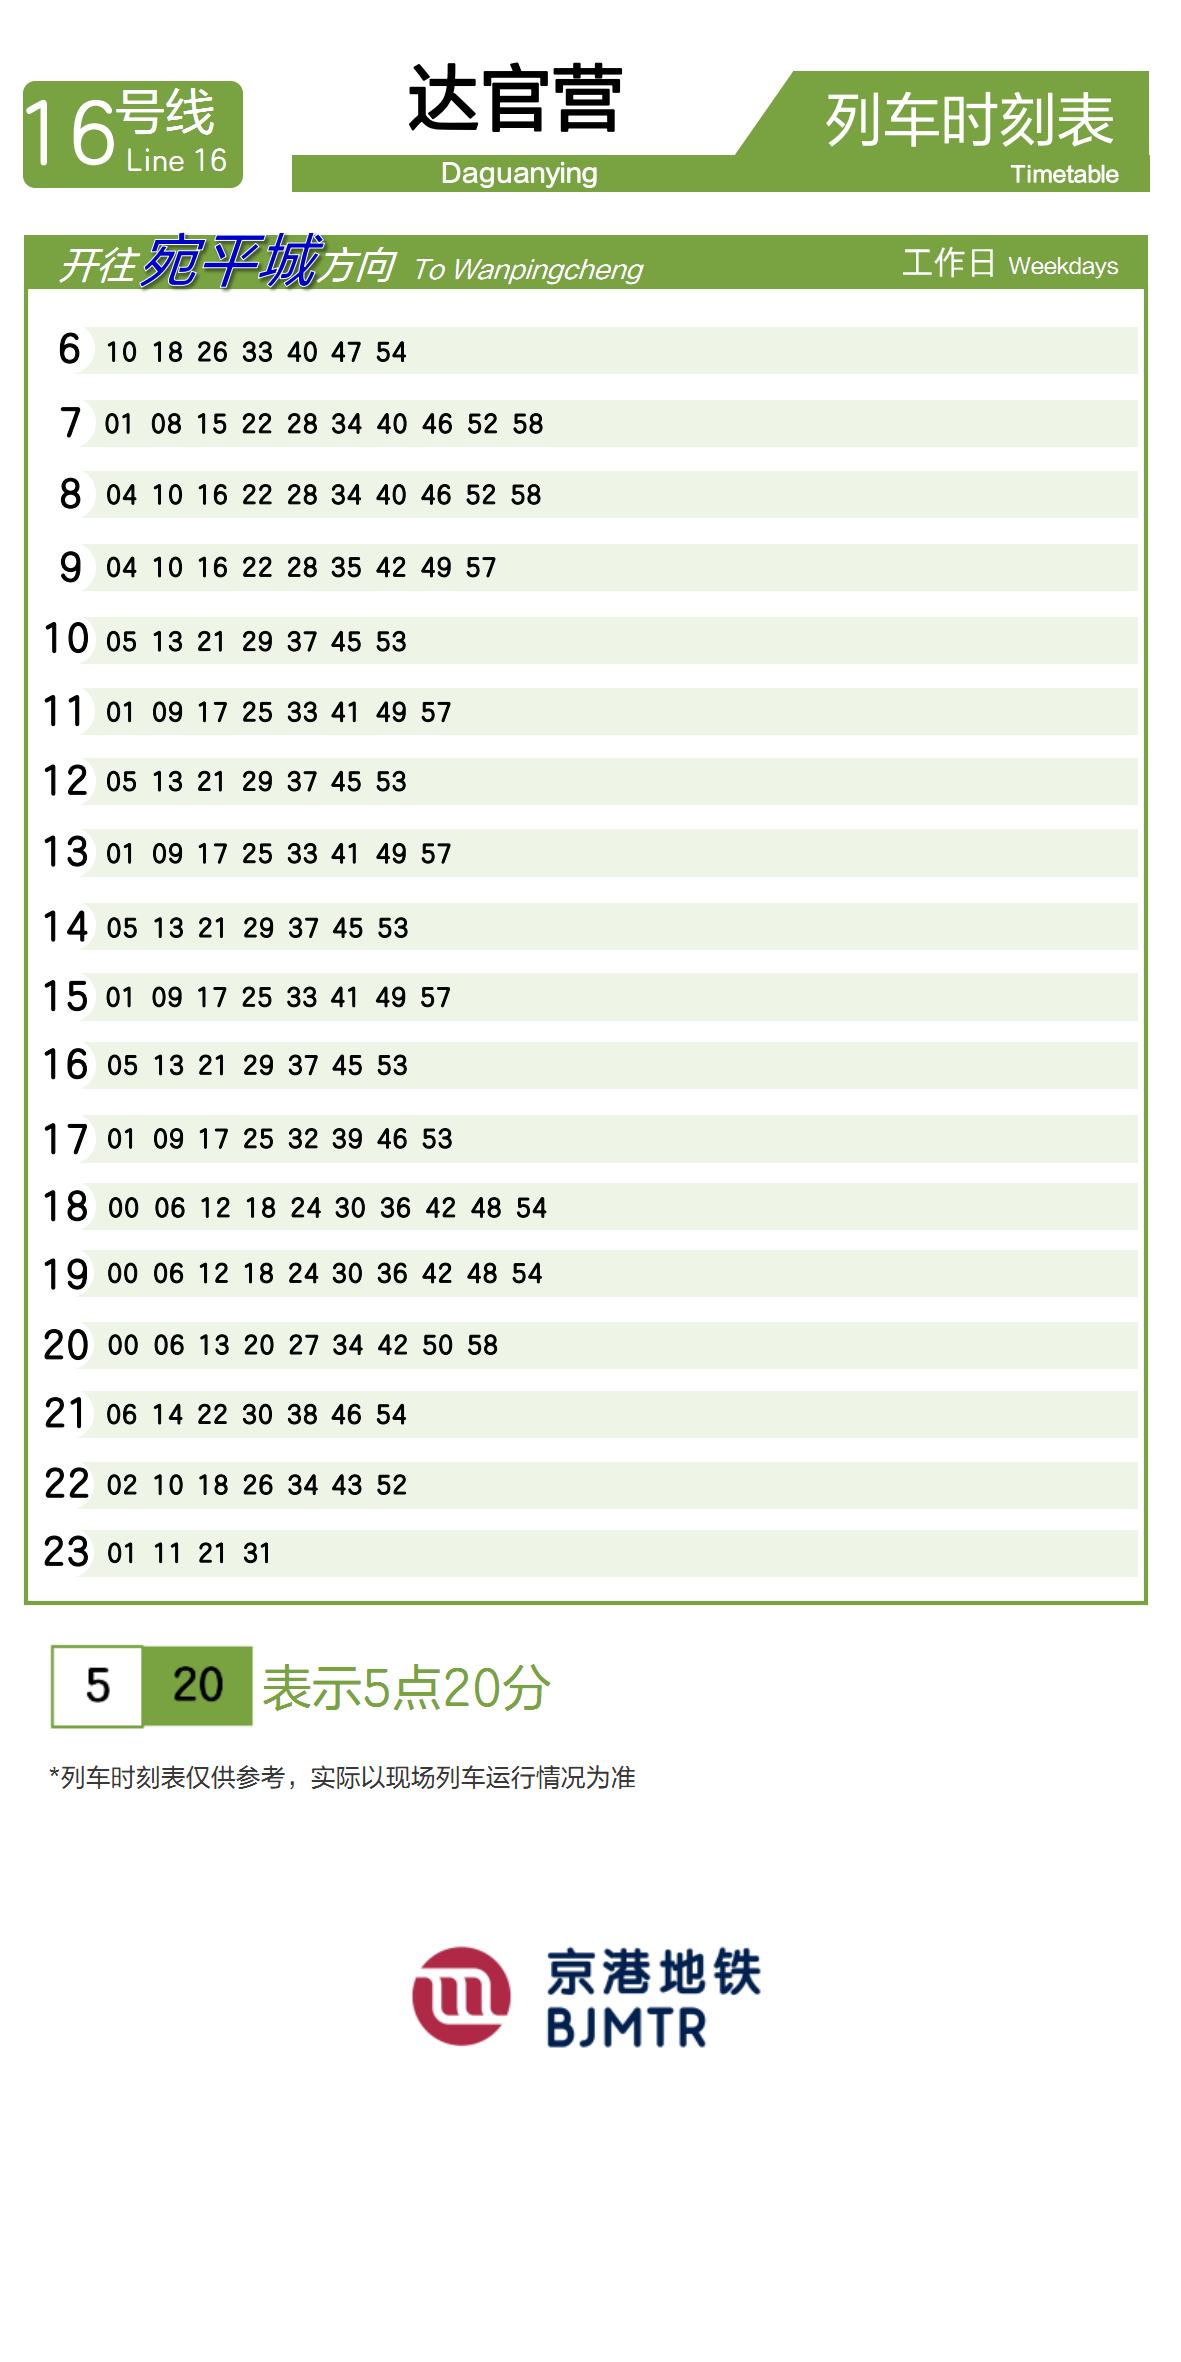 16号线
Line 16
达官营
Daguanying
列车时刻表
Timetable
开往宛平城方向 To Wanpingcheng
工作日 Weekdays
6 10 18 26 33 40 47 54
7 01 08 15 22 28 34 40 46 52 58
8 04 10 16 22 28 34 40 46 52 58
9 04 10 16 22 28 35 42 49 57
10 05 13 21 29 37 45 53
11 01 09 17 25 33 41 49 57
12 05 13 21 29 37 45 53
13 01 09 17 25 33 41 49 57
14 05 13 21 29 37 45 53
15 01 09 17 25 33 41 49 57
16 05 13 21 29 37 45 53
17 01 09 17 25 32 39 46 53
18 00 06 12 18 24 30 36 42 48 54
19 00 06 12 18 24 30 36 42 48 54
20 00 06 13 20 27 34 42 50 58
21 06 14 22 30 38 46 54
22 02 10 18 26 34 43 52
23 01 11 21 31
5 20 表示5点20分
*列车时刻表仅供参考，实际以现场列车运行情况为准
京港地铁
BJMTR